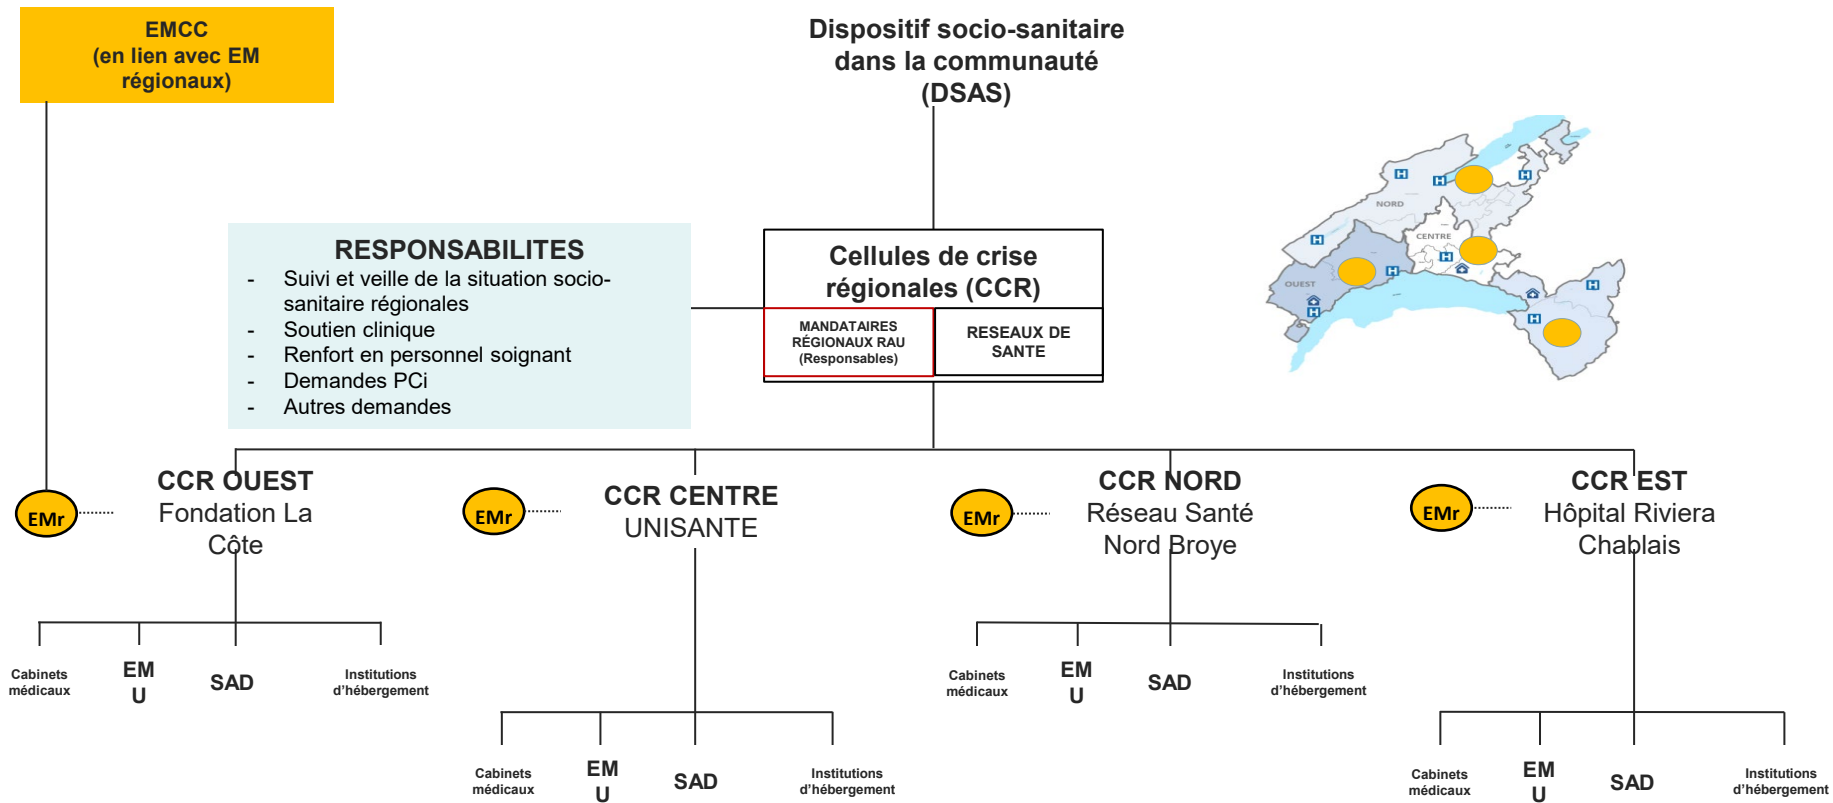 EMCC
(en lien avec EM
régionaux)
Dispositif socio-sanitaire
dans la communauté
(DSAS)
RESPONSABILITES
- Suivi et veille de la situation socio-
sanitaire régionales
- Soutien clinique
- Renfort en personnel soignant
- Demandes PCi
- Autres demandes
Cellules de crise
régionales (CCR)
MANDATAIRES
RÉGIONAUX RAU
(Responsables)
RESEAUX DE
SANTE
NORD
CENTRE
OUEST
H
H
H
H
H
H
H
H
H
EMr
CCR OUEST
Fondation La
Côte
EMr
CCR CENTRE
UNISANTE
EMr
CCR NORD
Réseau Santé
Nord Broye
EMr
CCR EST
Hôpital Riviera
Chablais
Cabinets
médicaux
EM
U
SAD
Institutions
d'hébergement
Cabinets
médicaux
EM
U
SAD
Institutions
d'hébergement
Cabinets
médicaux
EM
U
SAD
Institutions
d'hébergement
Cabinets
médicaux
EM
U
SAD
Institutions
d'hébergement